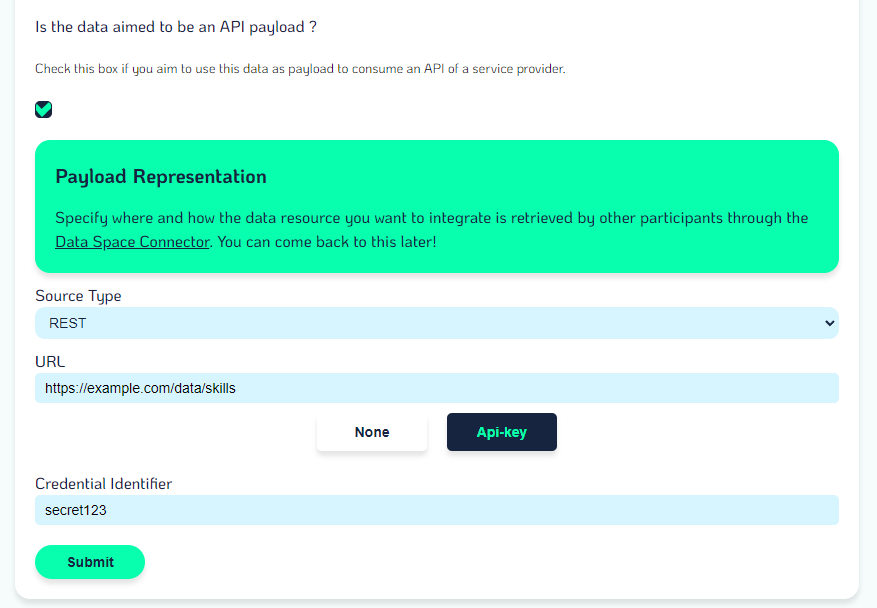 Is the data aimed to be an API payload ?
Check this box if you aim to use this data as payload to consume an API of a service provider.
Payload Representation
Specify where and how the data resource you want to integrate is retrieved by other participants through the
Data Space Connector. You can come back to this later!
Source Type
REST
URL
https://example.com/data/skills
None
Api-key
Credential Identifier
secret123
Submit